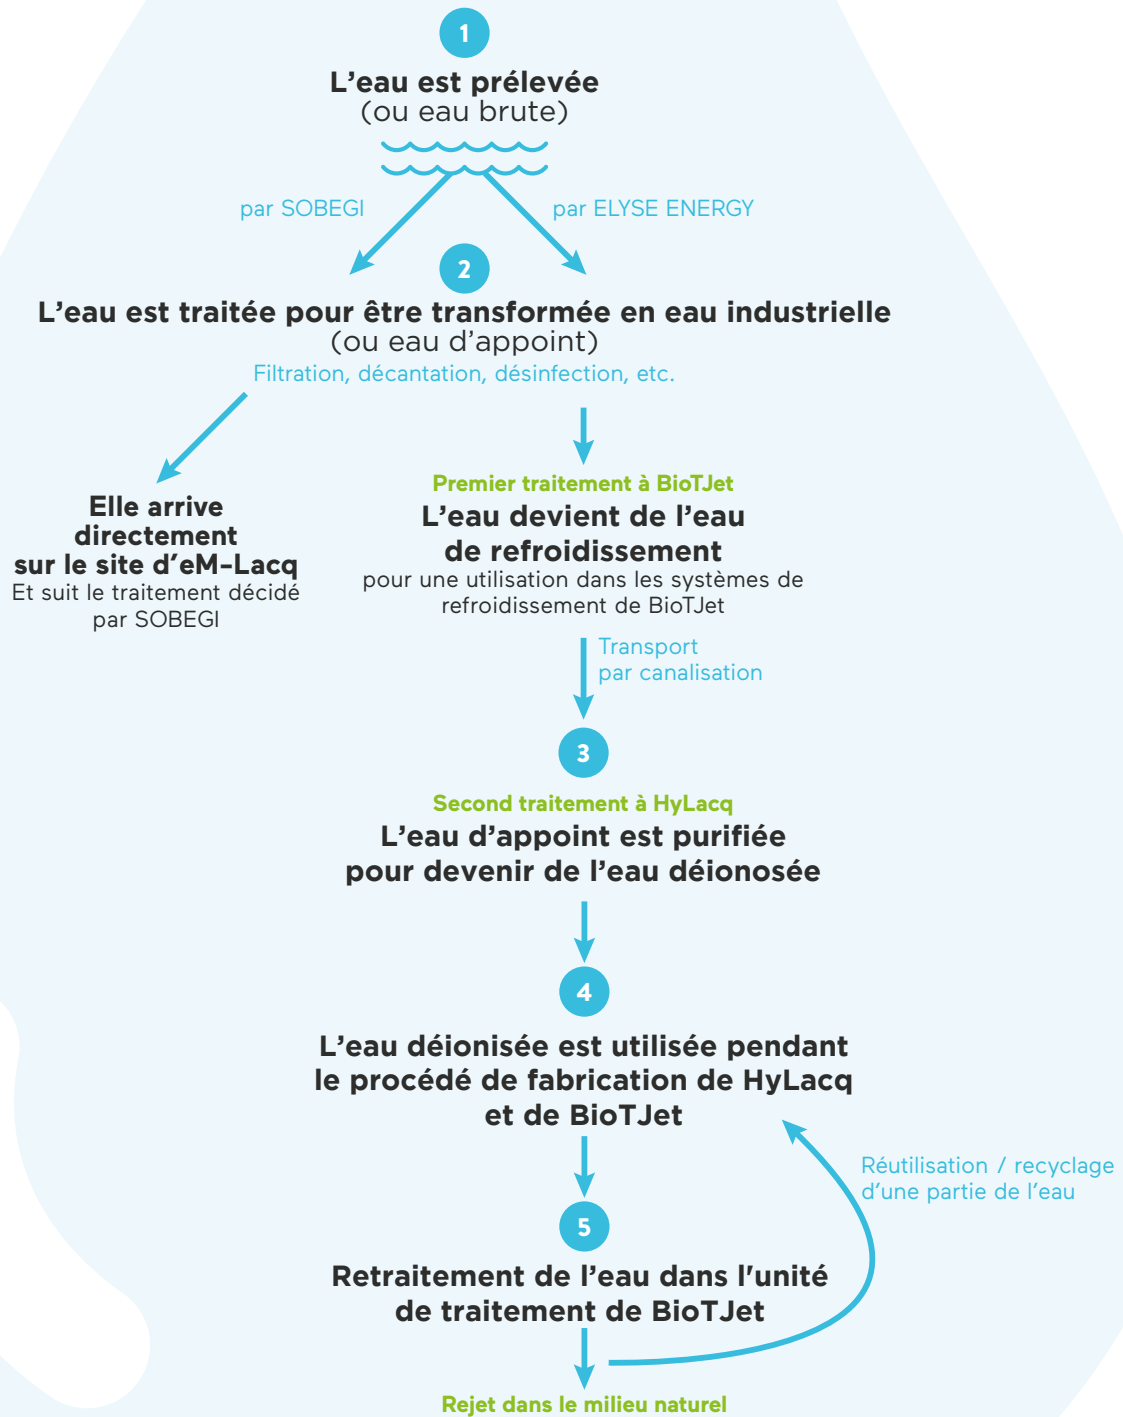 1
L’eau est prélevée
(ou eau brute)
par SOBEGI
par ELYSE ENERGY
2
L’eau est traitée pour être transformée en eau industrielle
(ou eau d’appoint)
Filtration, décantation, désinfection, etc.
Elle arrive
directement
sur le site d’eM-Lacq
Et suit le traitement décidé
par SOBEGI
Premier traitement à BioTJet
L’eau devient de l’eau
de refroidissement
pour une utilisation dans les systèmes de
refroidissement de BioTJet
Transport
par canalisation
3
Second traitement à HyLacq
L’eau d’appoint est purifiée
pour devenir de l’eau déionosée
4
L’eau déionisée est utilisée pendant
le procédé de fabrication de HyLacq
et de BioTJet
Réutilisation / recyclage
d’une partie de l’eau
5
Retraitement de l’eau dans l'unité
de traitement de BioTJet
Rejet dans le milieu naturel